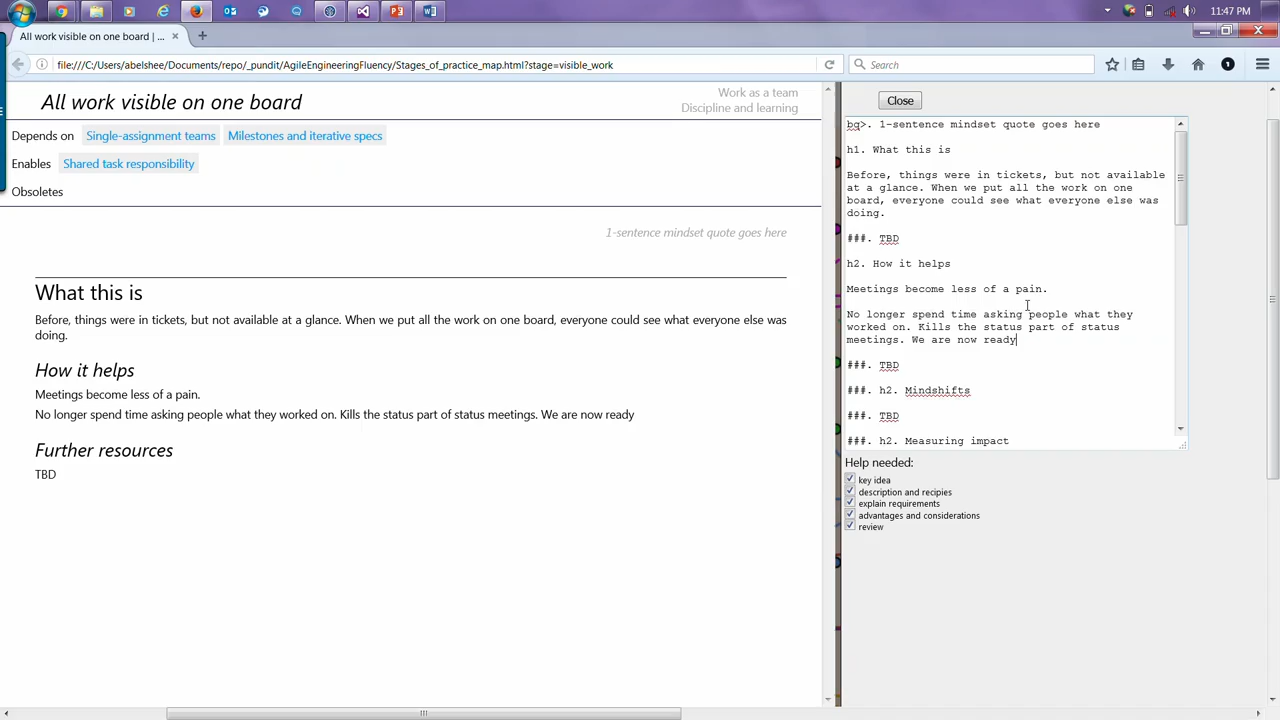 11:47 PM
All work visible on one board | ...
file:///C:/Users/abelshee/Documents/repo/_pundit/AgileEngineeringFluency/Stages_of_practice_map.html?stage=visible_work
Search
1
All work visible on one board
Work as a team
Discipline and learning
Depends on Single-assignment teams Milestones and iterative specs
Enables Shared task responsibility
Obsoletes
1-sentence mindset quote goes here
What this is
Before, things were in tickets, but not available at a glance. When we put all the work on one board, everyone could see what everyone else was
doing.
How it helps
Meetings become less of a pain.
No longer spend time asking people what they worked on. Kills the status part of status meetings. We are now ready
Further resources
TBD
Close
bq>. 1-sentence mindset quote goes here
h1. What this is
Before, things were in tickets, but not available
at a glance. When we put all the work on one
board, everyone could see what everyone else was
doing.
###. TBD
h2. How it helps
Meetings become less of a pain.
No longer spend time asking people what they
worked on. Kills the status part of status
meetings. We are now ready
###. TBD
###. h2. Mindshifts
###. TBD
###. h2. Measuring impact
Help needed:
key idea
description and recipies
explain requirements
advantages and considerations
review